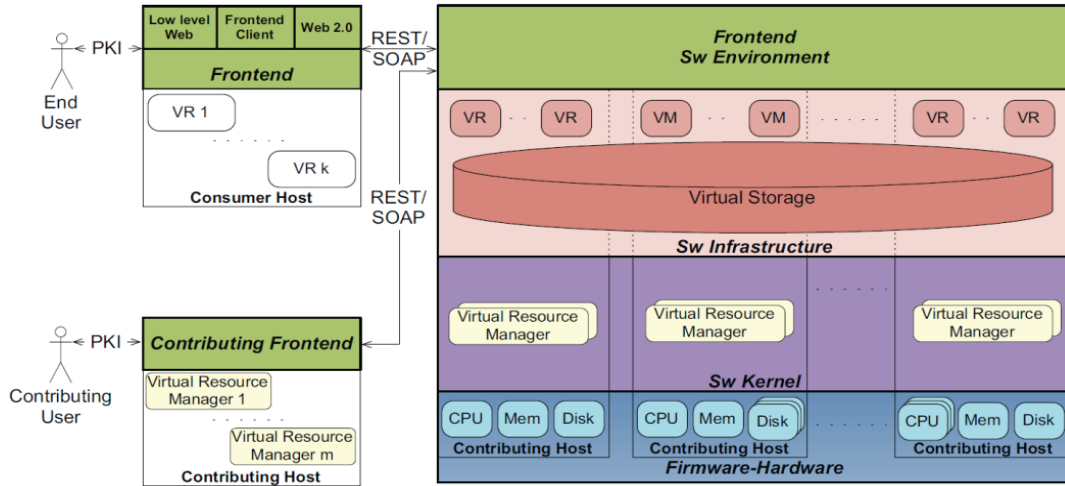 Low level
Web
Frontend
Client
Web 2.0
PKI
REST/
SOAP
Frontend
End
User
VR 1
. . . . . .
VR k
Consumer Host
REST/
SOAP
PKI
Contributing Frontend
Contributing
User
Virtual Resource
Manager 1
. . . . . .
Virtual Resource
Manager m
Contributing Host
Frontend
Sw Environment
VR . . VR
VM . . VM
. . . . . .
VR . . VR
Virtual Storage
Sw Infrastructure
. . . . . .
Virtual Resource
Manager
Virtual Resource
Manager
Virtual Resource
Manager
Sw Kernel
CPU Mem Disk
CPU Mem Disk
. . . . . .
CPU Mem Disk
Contributing Host
Contributing Host
Contributing Host
Firmware-Hardware